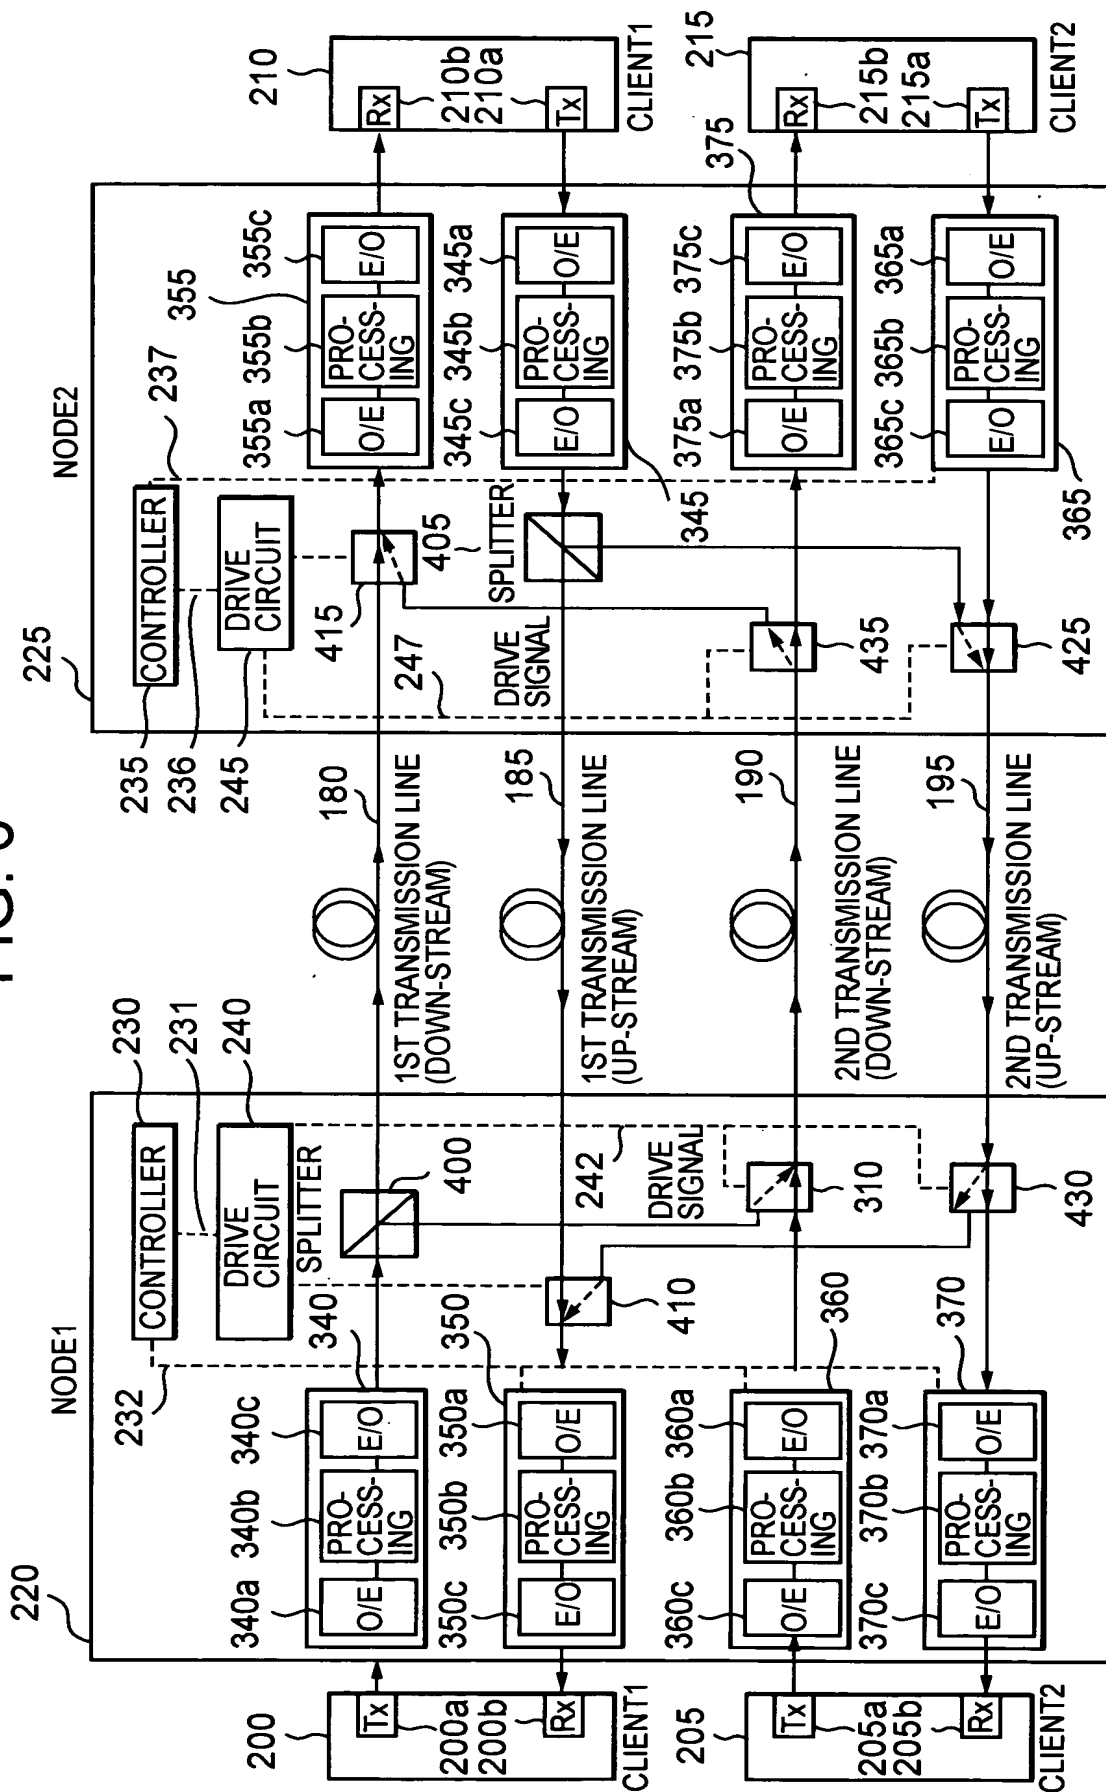 FIG.
NODE1
NODE2
220
232
230
231
240
225
235
236
245
237
CONTROLLER
DRIVE
CIRCUIT
SPLITTER
CONTROLLER
DRIVE
CIRCUIT
200
340a
340b
340c
340
400
180
415
355a
355b
355c
355
210
Tx
O/E
PRO-
CESS-
ING
E/O
1ST TRANSMISSION LINE
(DOWN-STREAM)
O/E
PRO-
CESS-
ING
E/O
Rx
200a
200b
350c
350b
350a
350
410
185
247
DRIVE
SIGNAL
SPLITTER
405
345c
345b
345a
345
210b
210a
Rx
E/O
PRO-
CESS-
ING
O/E
1ST TRANSMISSION LINE
(UP-STREAM)
E/O
PRO-
CESS-
ING
O/E
Tx
CLIENT1
CLIENT1
205
360c
360b
360a
360
242
DRIVE
SIGNAL
310
190
435
375a
375b
375c
375
215
Tx
O/E
PRO-
CESS-
ING
E/O
2ND TRANSMISSION LINE
(DOWN-STREAM)
O/E
PRO-
CESS-
ING
E/O
Rx
205a
205b
370c
370b
370a
370
430
195
425
365c
365b
365a
365
215b
215a
Rx
E/O
PRO-
CESS-
ING
O/E
2ND TRANSMISSION LINE
(UP-STREAM)
E/O
PRO-
CESS-
ING
O/E
Tx
CLIENT2
CLIENT2